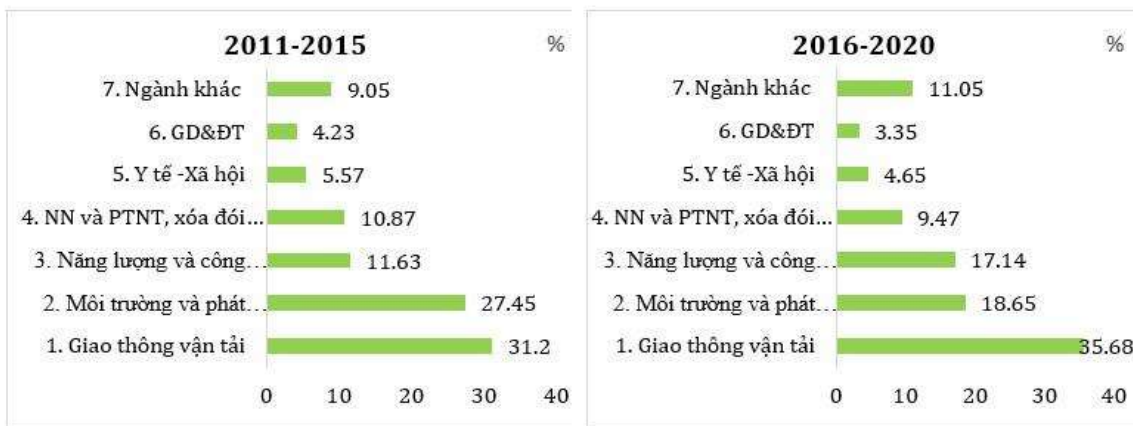 2011-2015 %
7. Ngành khác 9.05
6. GD&ĐT 4.23
5. Y tế -Xã hội 5.57
4. NN và PTNT, xóa đói... 10.87
3. Năng lượng và công... 11.63
2. Môi trường và phát... 27.45
1. Giao thông vận tải 31.2
0 10 20 30 40
2016-2020 %
7. Ngành khác 11.05
6. GD&ĐT 3.35
5. Y tế -Xã hội 4.65
4. NN và PTNT, xóa đói... 9.47
3. Năng lượng và công... 17.14
2. Môi trường và phát... 18.65
1. Giao thông vận tải 35.68
0 10 20 30 40